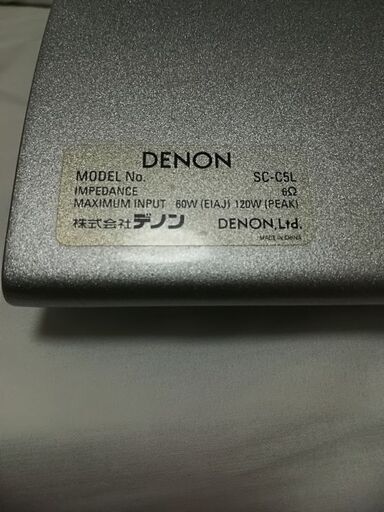 DENON
MODEL No. SC-C5L
IMPEDANCE 6Ω
MAXIMUM INPUT 60W (EIAJ) 120W (PEAK)
株式会社デノン DENON, Ltd.
MADE IN CHINA